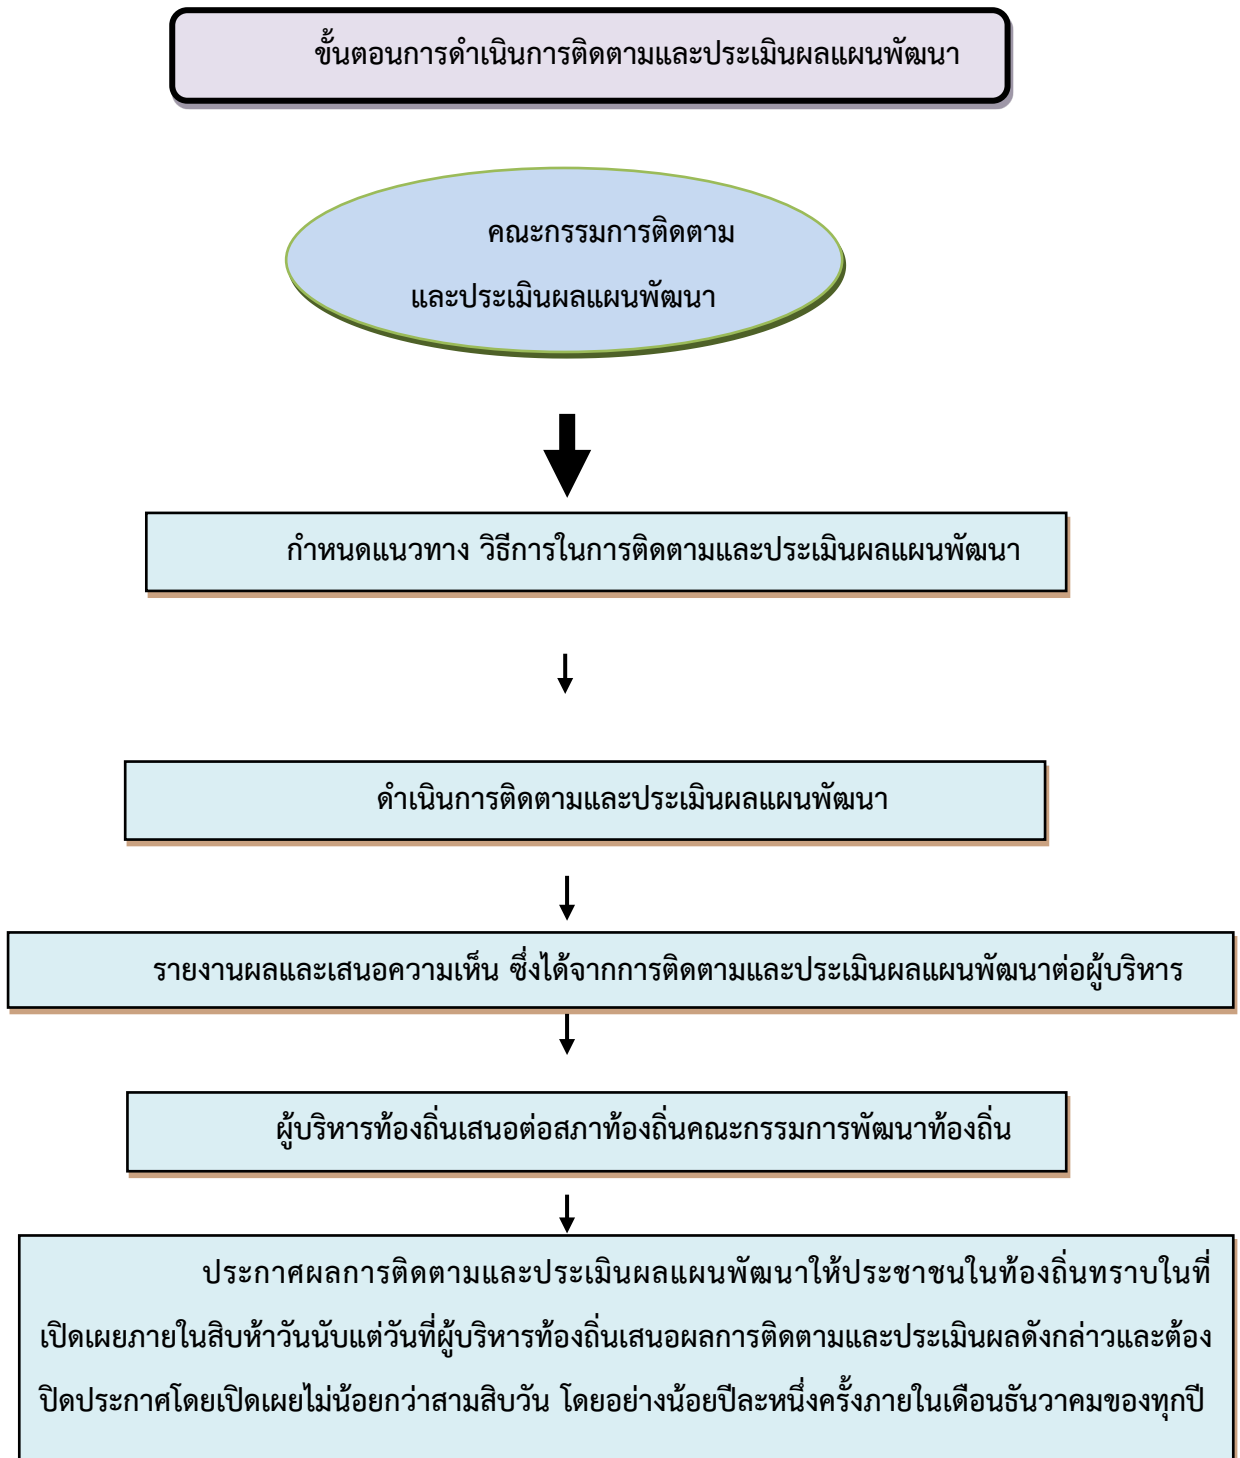 ขั้นตอนการดำเนินการติดตามและประเมินผลแผนพัฒนา
คณะกรรมการติดตาม
และประเมินผลแผนพัฒนา
กำหนดแนวทาง วิธีการในการติดตามและประเมินผลแผนพัฒนา
ดำเนินการติดตามและประเมินผลแผนพัฒนา
รายงานผลและเสนอความเห็น ซึ่งได้จากการติดตามและประเมินผลแผนพัฒนาต่อผู้บริหาร
ผู้บริหารท้องถิ่นเสนอต่อสภาท้องถิ่นคณะกรรมการพัฒนาท้องถิ่น
ประกาศผลการติดตามและประเมินผลแผนพัฒนาให้ประชาชนในท้องถิ่นทราบในที่
เปิดเผยภายในสิบห้าวันนับแต่วันที่ผู้บริหารท้องถิ่นเสนอผลการติดตามและประเมินผลดังกล่าวและต้อง
ปิดประกาศโดยเปิดเผยไม่น้อยกว่าสามสิบวัน โดยอย่างน้อยปีละหนึ่งครั้งภายในเดือนธันวาคมของทุกปี